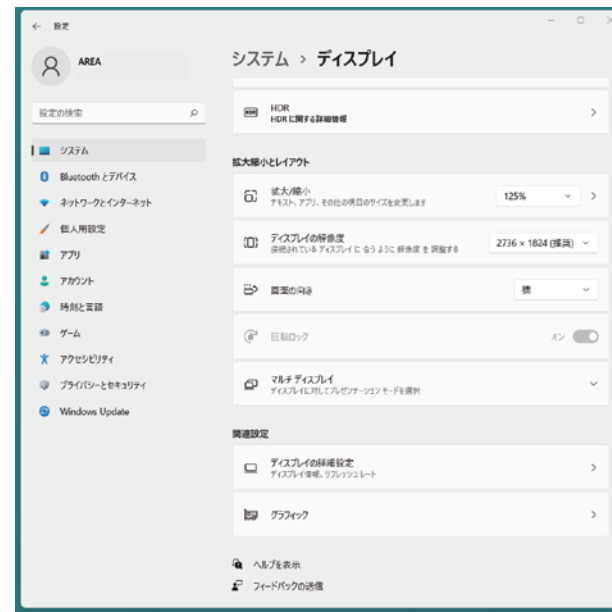 設定
AREA
設定の検索
システム
Bluetooth とデバイス
ネットワークとインターネット
個人用設定
アプリ
アカウント
時刻と言語
ゲーム
アクセシビリティ
プライバシーとセキュリティ
Windows Update
システム > ディスプレイ
HDR
HDR に関する詳細情報
拡大縮小とレイアウト
拡大/縮小
テキスト、アプリ、その他の項目のサイズを変更します
125%
ディスプレイの解像度
接続されているディスプレイに合うように解像度を調整する
2736 × 1824 (推奨)
画面の向き
横
回転ロック
オン
マルチ ディスプレイ
ディスプレイに対してプレゼンテーション モードを選択
関連設定
ディスプレイの詳細設定
ディスプレイ情報、リフレッシュ レート
グラフィック
ヘルプを表示
フィードバックの送信